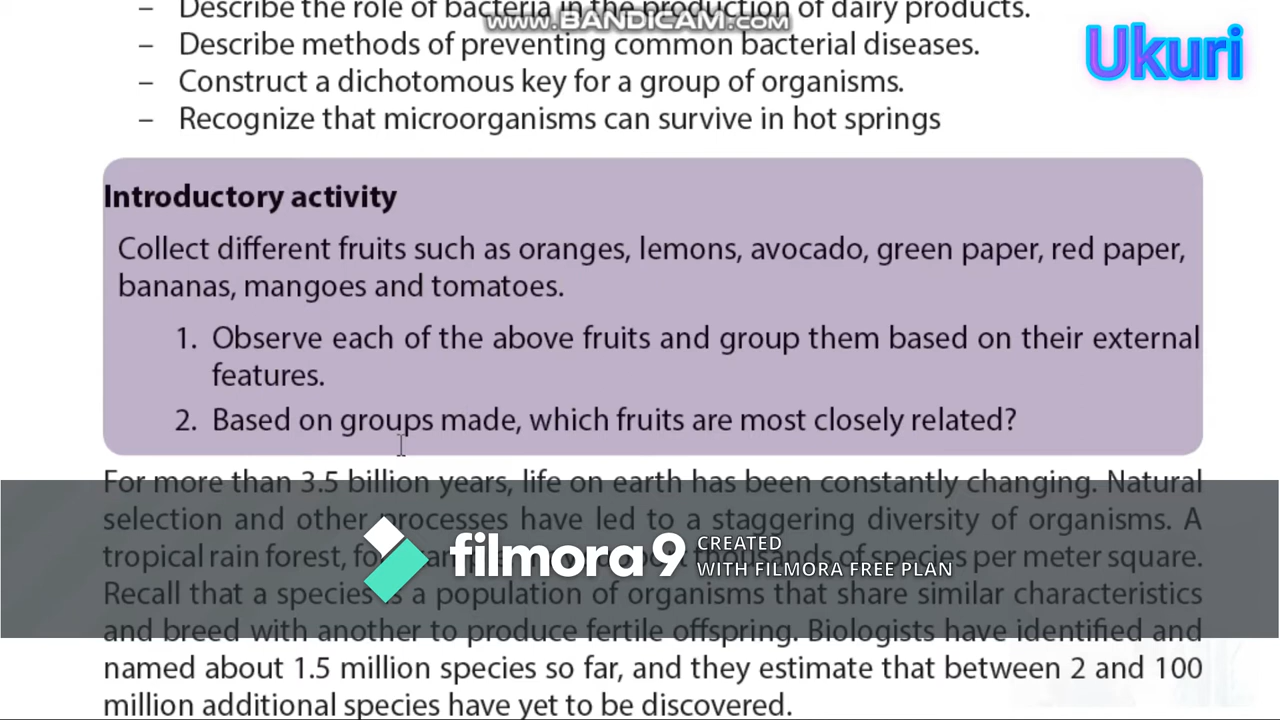 – Describe the role of bacteria in the production of dairy products.
www.BANDICAM.com
Ukuri
– Describe methods of preventing common bacterial diseases.
– Construct a dichotomous key for a group of organisms.
– Recognize that microorganisms can survive in hot springs
Introductory activity
Collect different fruits such as oranges, lemons, avocado, green paper, red paper,
bananas, mangoes and tomatoes.
1. Observe each of the above fruits and group them based on their external
features.
2. Based on groups made, which fruits are most closely related?
For more than 3.5 billion years, life on earth has been constantly changing. Natural
selection and other processes have led to a staggering diversity of organisms. A
tropical rain forest, thousands of species per meter square.
filmora9 CREATED
WITH FILMORA FREE PLAN
Recall that a species is a population of organisms that share similar characteristics
and breed with another to produce fertile offspring. Biologists have identified and
named about 1.5 million species so far, and they estimate that between 2 and 100
million additional species have yet to be discovered.